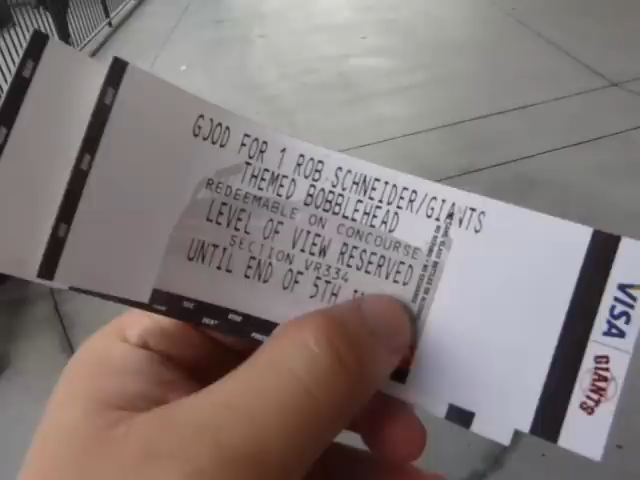 GOOD FOR 1 ROB SCHNEIDER/GIANTS
THEMED BOBBLEHEAD
REDEEMABLE ON CONCOURSE
LEVEL OF VIEW RESERVED
SECTION VR334
UNTIL END OF 5TH
VISA
GIANTS